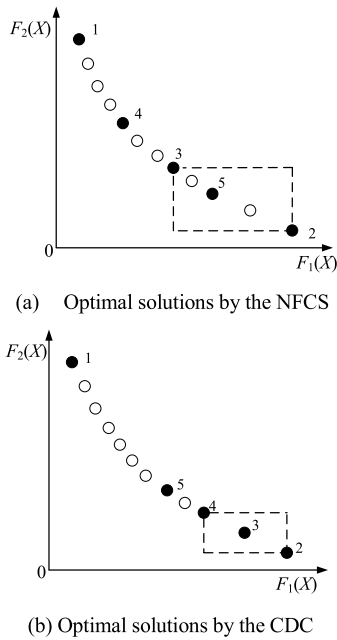 F₂(X)
1
4
3
5
2
0
F₁(X)
(a) Optimal solutions by the NFCS
F₂(X)
1
5
4
3
2
0
F₁(X)
(b) Optimal solutions by the CDC